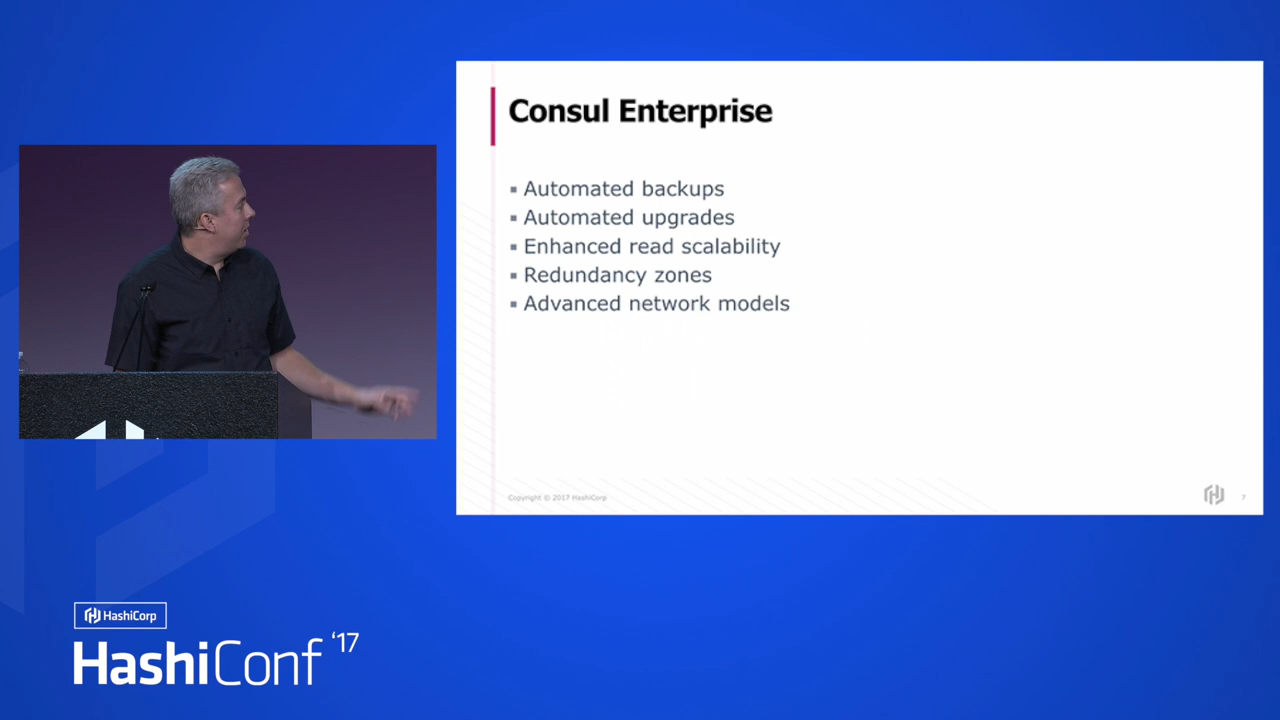 Consul Enterprise
Automated backups
Automated upgrades
Enhanced read scalability
Redundancy zones
Advanced network models
Copyright © 2017 HashiCorp
7
HashiCorp
HashiConf '17